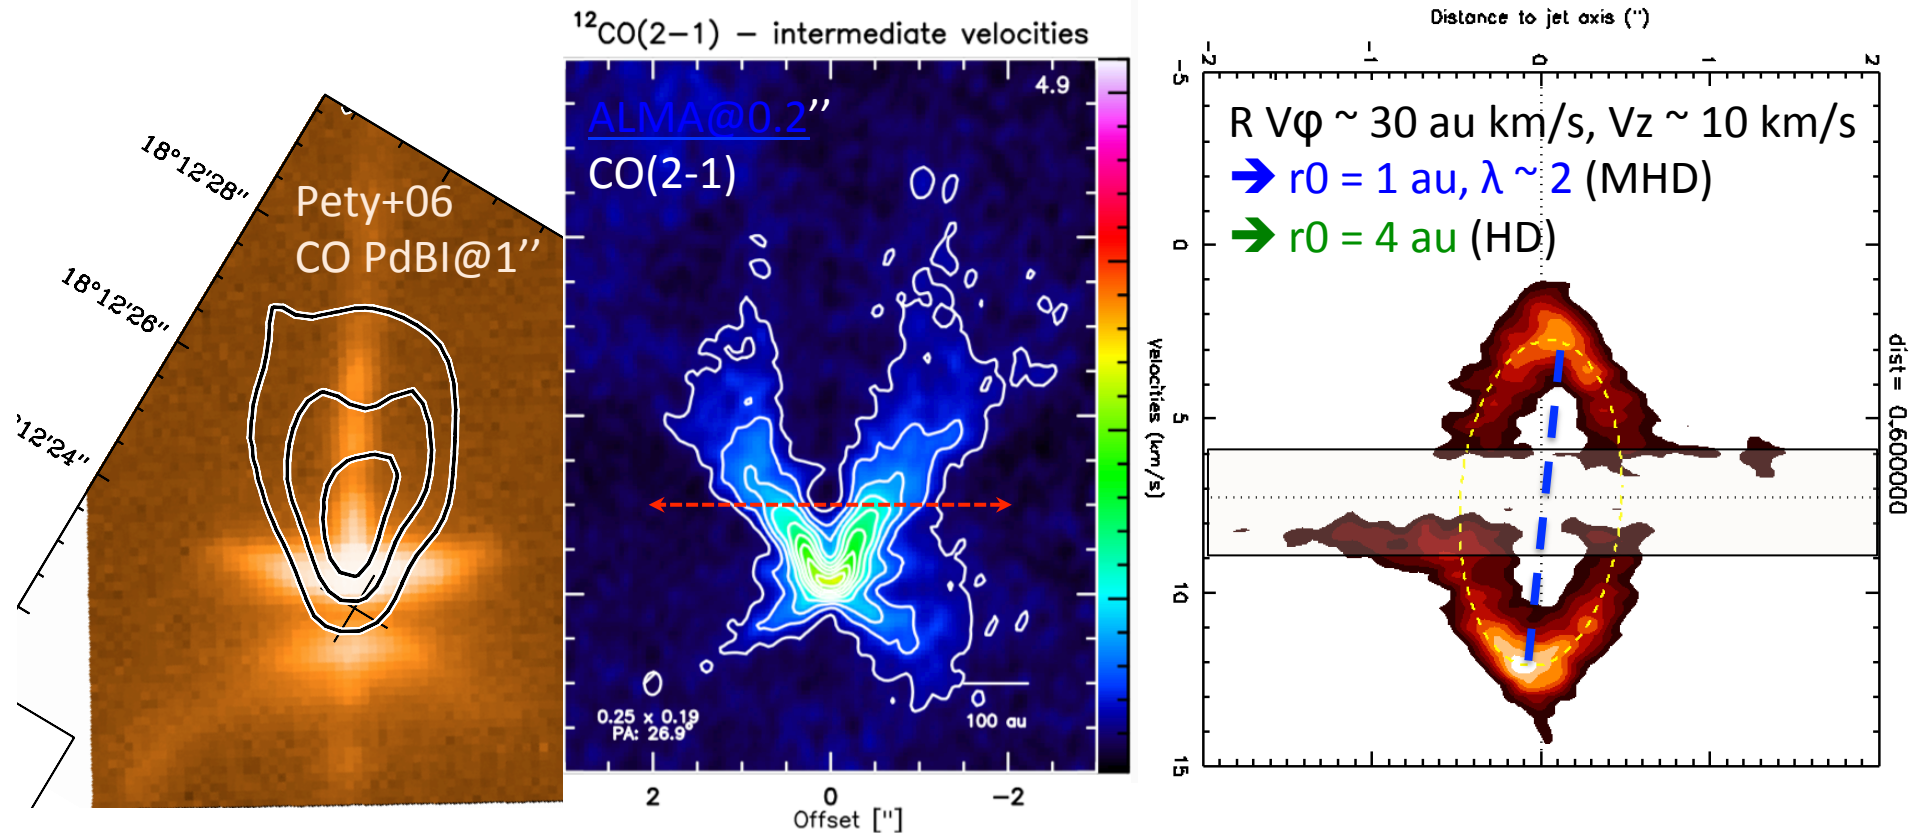 18°12'28''
18°12'26''
12'24''
Pety+06
CO PdBI@1’’
¹²CO(2−1) − intermediate velocities
4.9
ALMA@0.2’’
CO(2-1)
0.25 x 0.19
PA: 26.9°
100 au
2 0 −2
Offset ["]
Distance to jet axis (")
-2 -1 0 1 2
R Vφ ~ 30 au km/s, Vz ~ 10 km/s
➔ r0 = 1 au, λ ~ 2 (MHD)
➔ r0 = 4 au (HD)
-5
0
5
10
15
velocities (km/s)
dist= 0.600000